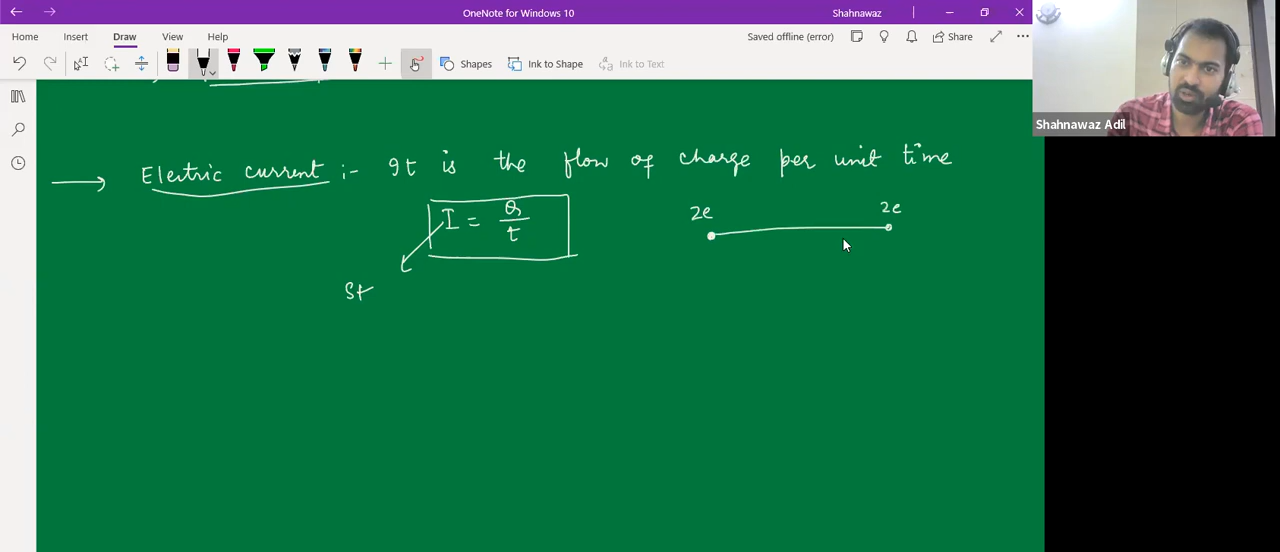 OneNote for Windows 10
Shahnawaz
Home Insert Draw View Help
Saved offline (error)
Share
Shapes
Ink to Shape
Ink to Text
Shahnawaz Adil
Electric current :- It is the flow of charge per unit time
I = Q/t
2e 2e
St